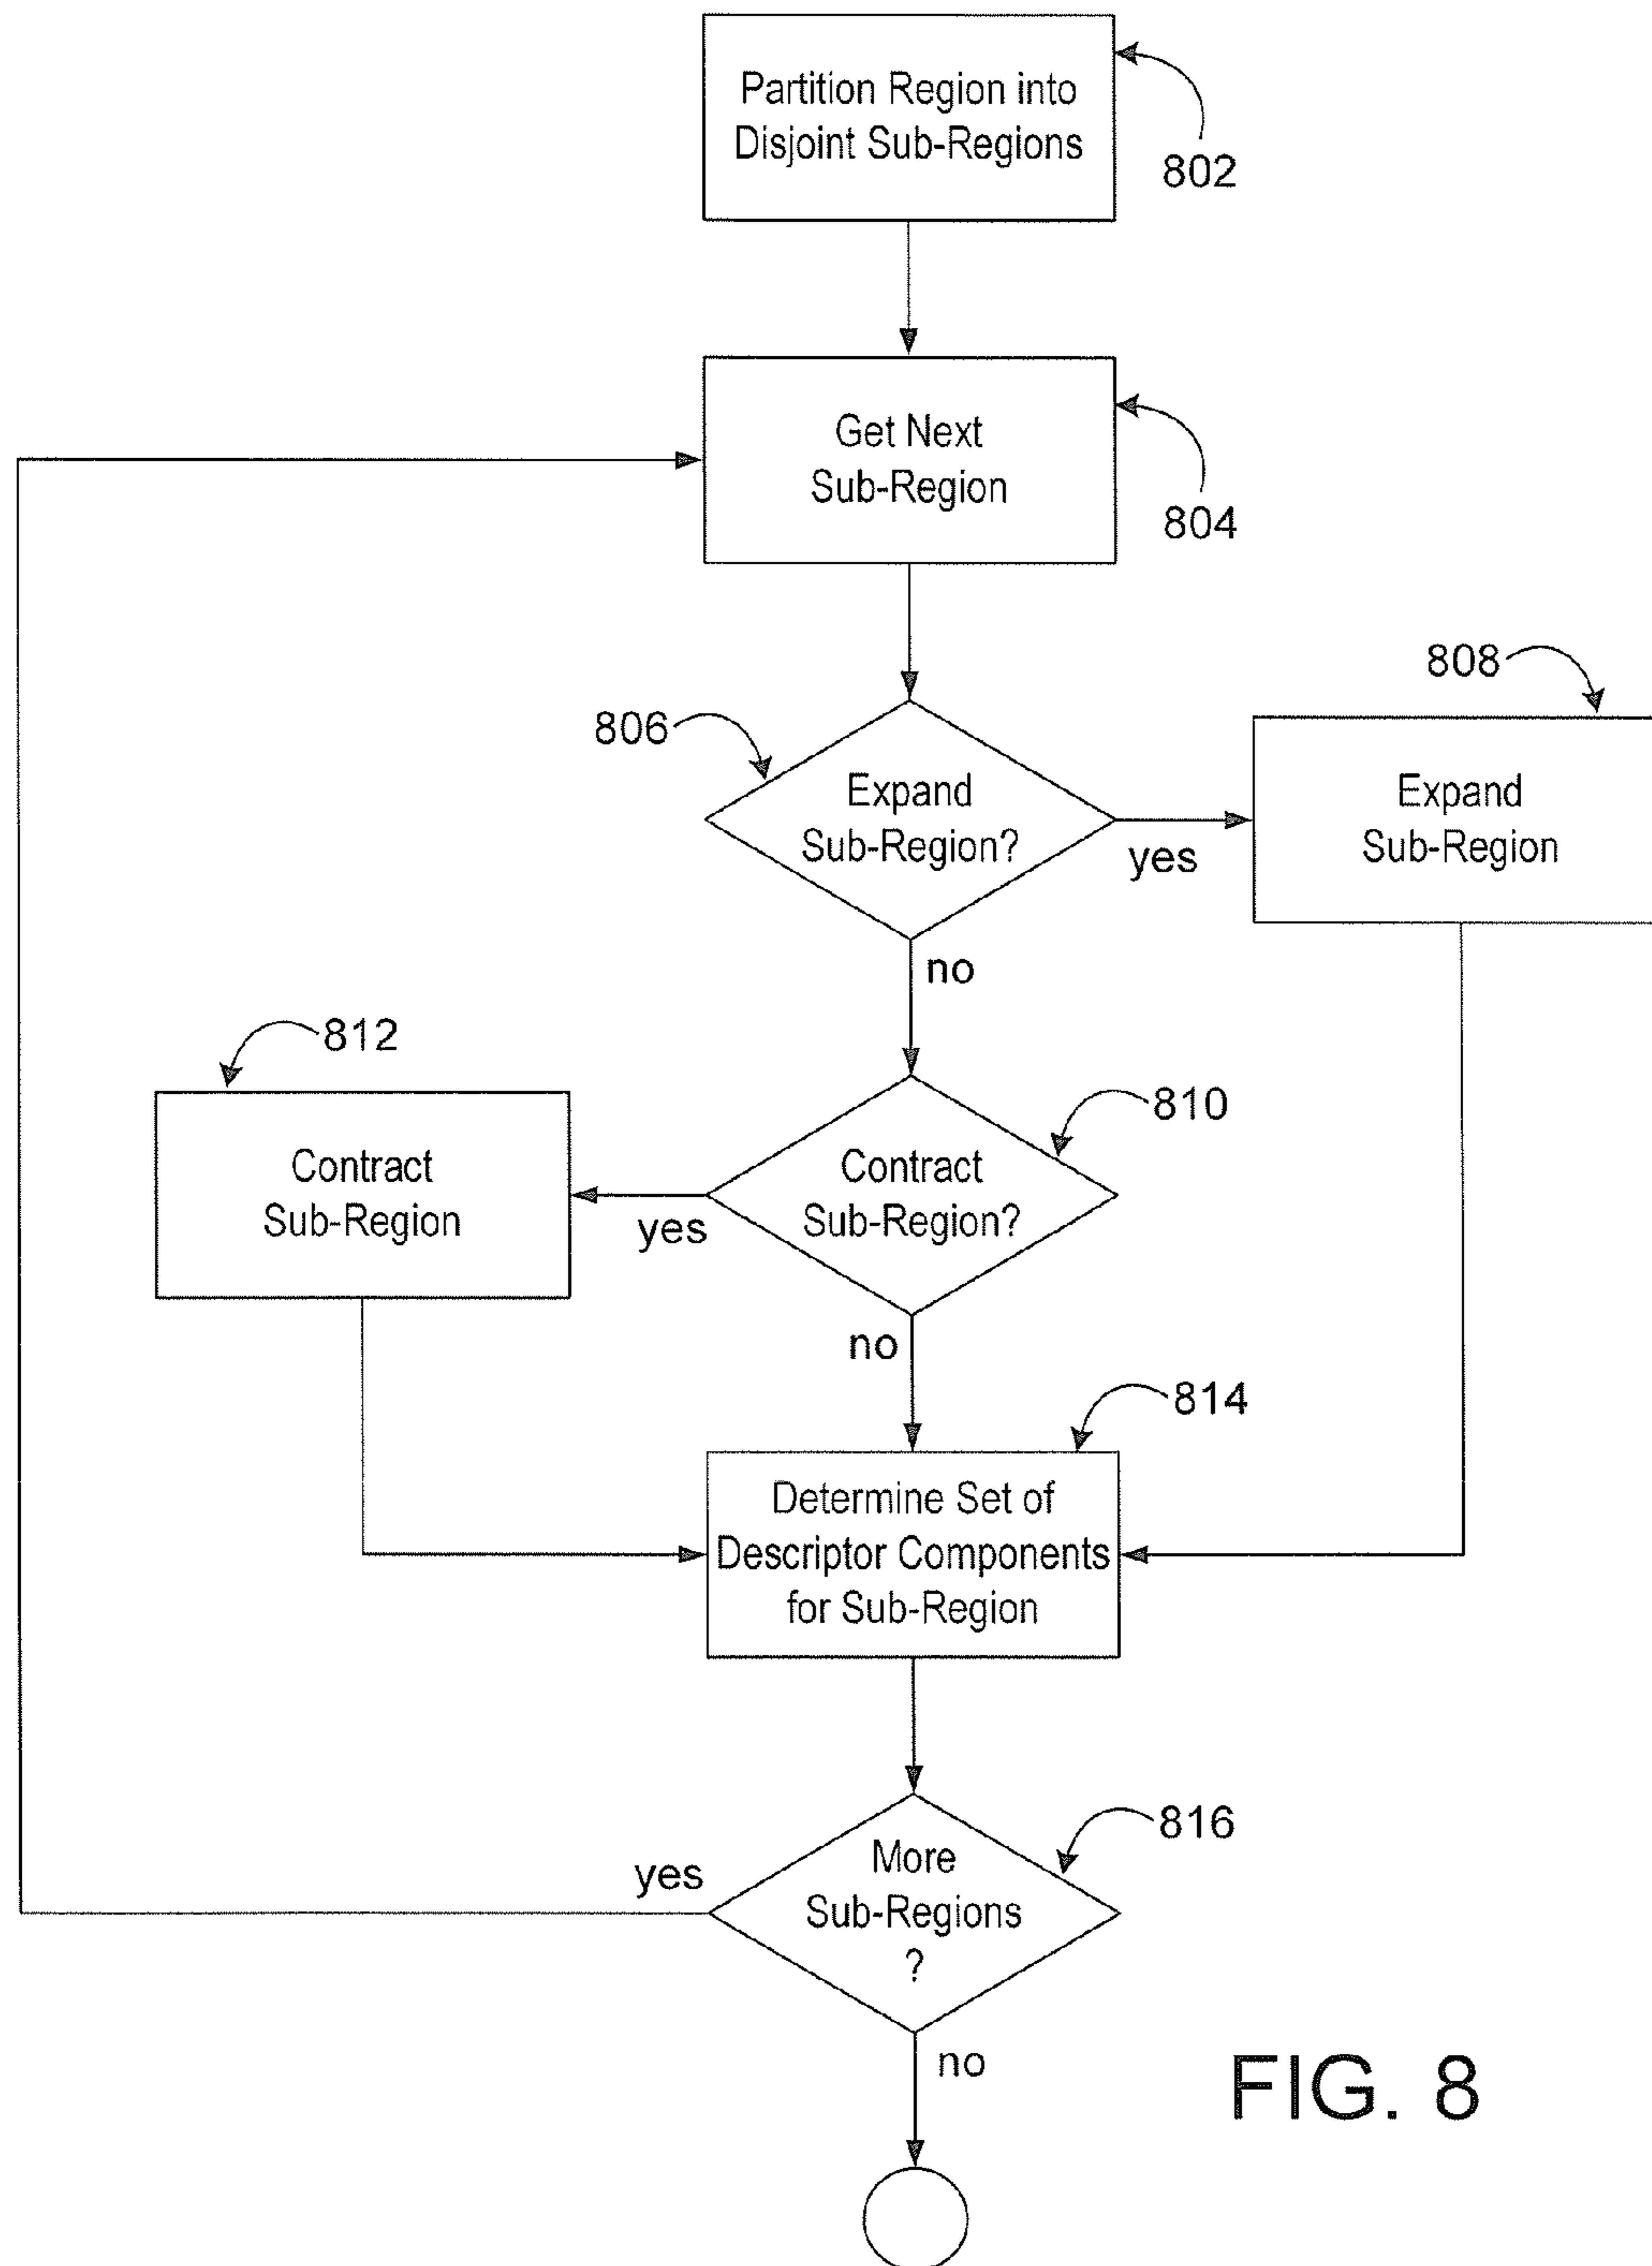 Partition Region into
Disjoint Sub-Regions
802
Get Next
Sub-Region
804
806
Expand
Sub-Region?
yes
808
Expand
Sub-Region
no
812
Contract
Sub-Region
810
Contract
Sub-Region?
yes
no
814
Determine Set of
Descriptor Components
for Sub-Region
816
More
Sub-Regions
?
yes
no
FIG. 8